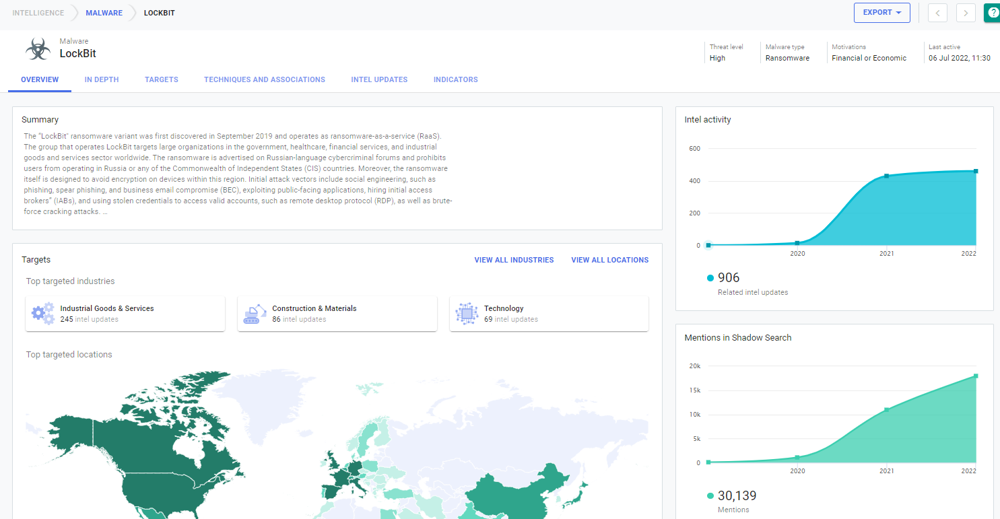 INTELLIGENCE
MALWARE
LOCKBIT
EXPORT
?
Malware
LockBit
Threat level
High
Malware type
Ransomware
Motivations
Financial or Economic
Last active
06 Jul 2022, 11:30
OVERVIEW
IN DEPTH
TARGETS
TECHNIQUES AND ASSOCIATIONS
INTEL UPDATES
INDICATORS
Summary
The "LockBit" ransomware variant was first discovered in September 2019 and operates as ransomware-as-a-service (RaaS).
The group that operates LockBit targets large organizations in the government, healthcare, financial services, and industrial
goods and services sector worldwide. The ransomware is advertised on Russian-language cybercriminal forums and prohibits
users from operating in Russia or any of the Commonwealth of Independent States (CIS) countries. Moreover, the ransomware
itself is designed to avoid encryption on devices within this region. Initial attack vectors include social engineering, such as
phishing, spear phishing, and business email compromise (BEC), exploiting public-facing applications, hiring initial access
brokers" (IABs), and using stolen credentials to access valid accounts, such as remote desktop protocol (RDP), as well as brute-
force cracking attacks. ...
Targets
VIEW ALL INDUSTRIES
VIEW ALL LOCATIONS
Top targeted industries
Industrial Goods & Services
245 intel updates
Construction & Materials
86 intel updates
Technology
69 intel updates
Top targeted locations
Intel activity
600
400
200
0
2020
2021
2022
906
Related intel updates
Mentions in Shadow Search
20k
15k
10k
5k
0
2020
2021
2022
30,139
Mentions